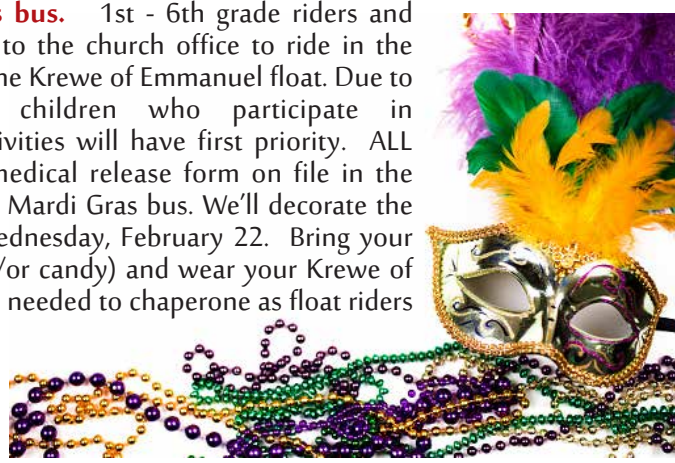 bus. 1st - 6th grade riders and
to the church office to ride in the
Krewe of Emmanuel float. Due to
children who participate in
will have first priority. ALL
medical release form on file in the
Mardi Gras bus. We'll decorate the
February 22. Bring your
/or candy) and wear your Krewe of
needed to chaperone as float riders